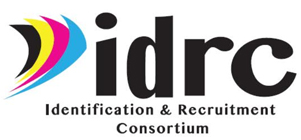 idrc
Identification & Recruitment
Consortium